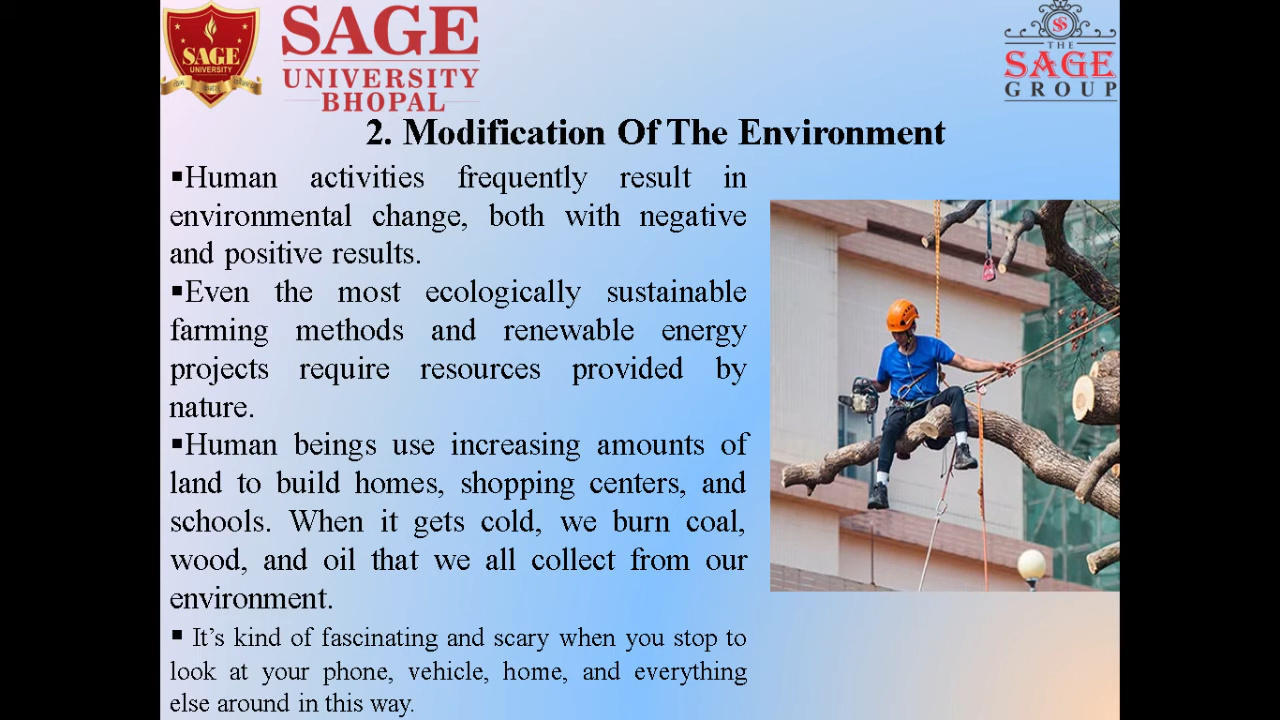 SAGE
UNIVERSITY
SAGE
UNIVERSITY
BHOPAL
THE
SAGE
GROUP
2. Modification Of The Environment
▪Human activities frequently result in
environmental change, both with negative
and positive results.
▪Even the most ecologically sustainable
farming methods and renewable energy
projects require resources provided by
nature.
▪Human beings use increasing amounts of
land to build homes, shopping centers, and
schools. When it gets cold, we burn coal,
wood, and oil that we all collect from our
environment.
▪ It’s kind of fascinating and scary when you stop to
look at your phone, vehicle, home, and everything
else around in this way.